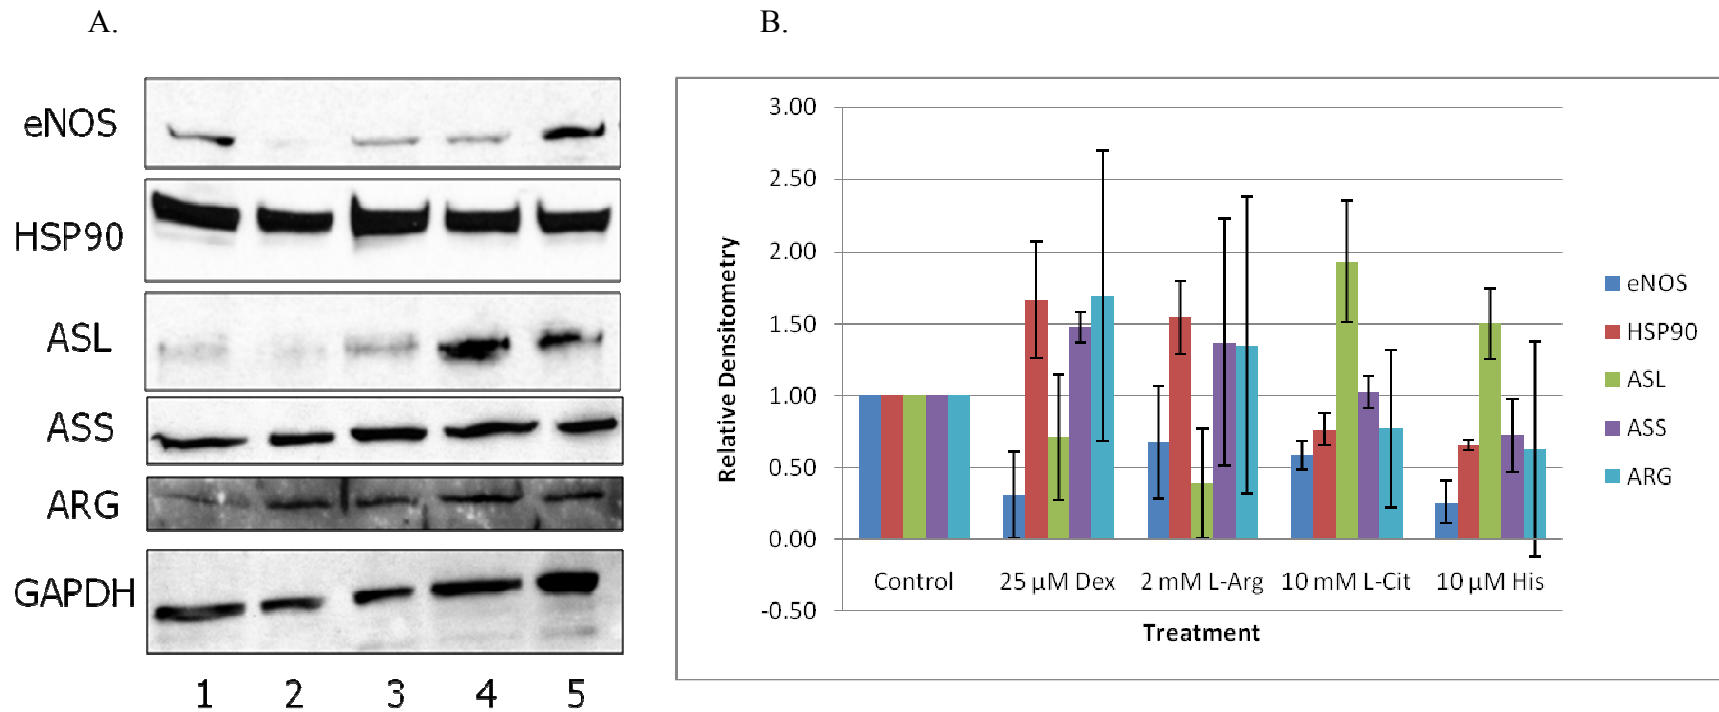 A.
eNOS
HSP90
ASL
ASS
ARG
GAPDH
1 2 3 4 5
B.
Relative Densitometry
3.00
2.50
2.00
1.50
1.00
0.50
0.00
-0.50
Control 25 µM Dex 2 mM L-Arg 10 mM L-Cit 10 µM His
Treatment
eNOS
HSP90
ASL
ASS
ARG